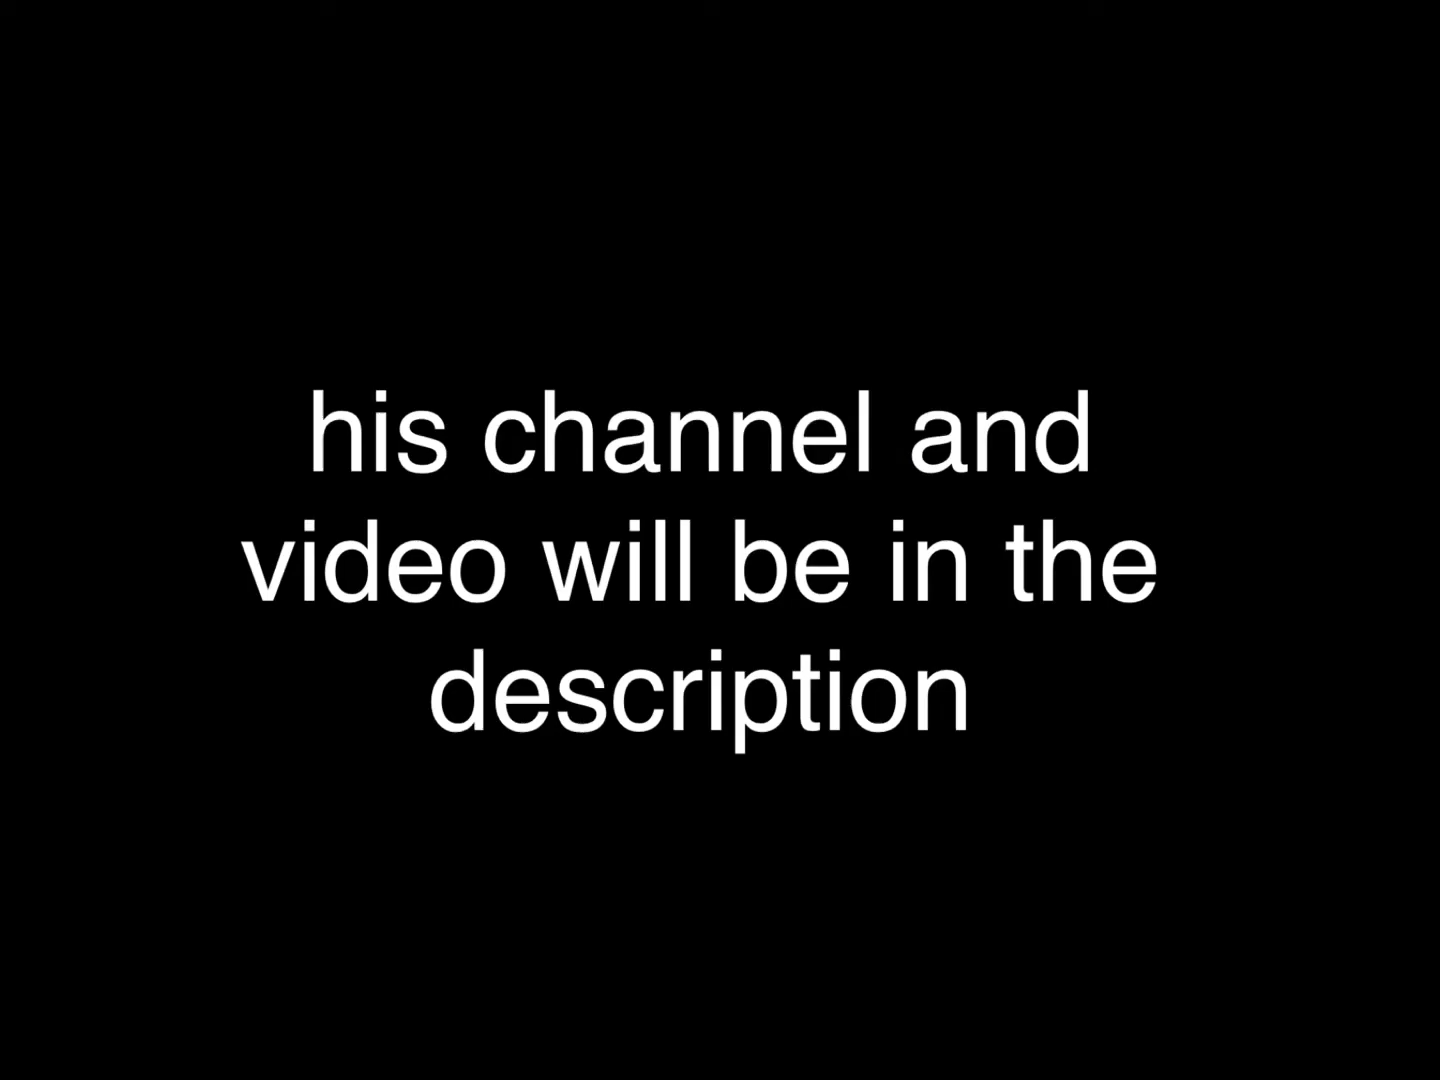 his channel and
video will be in the
description